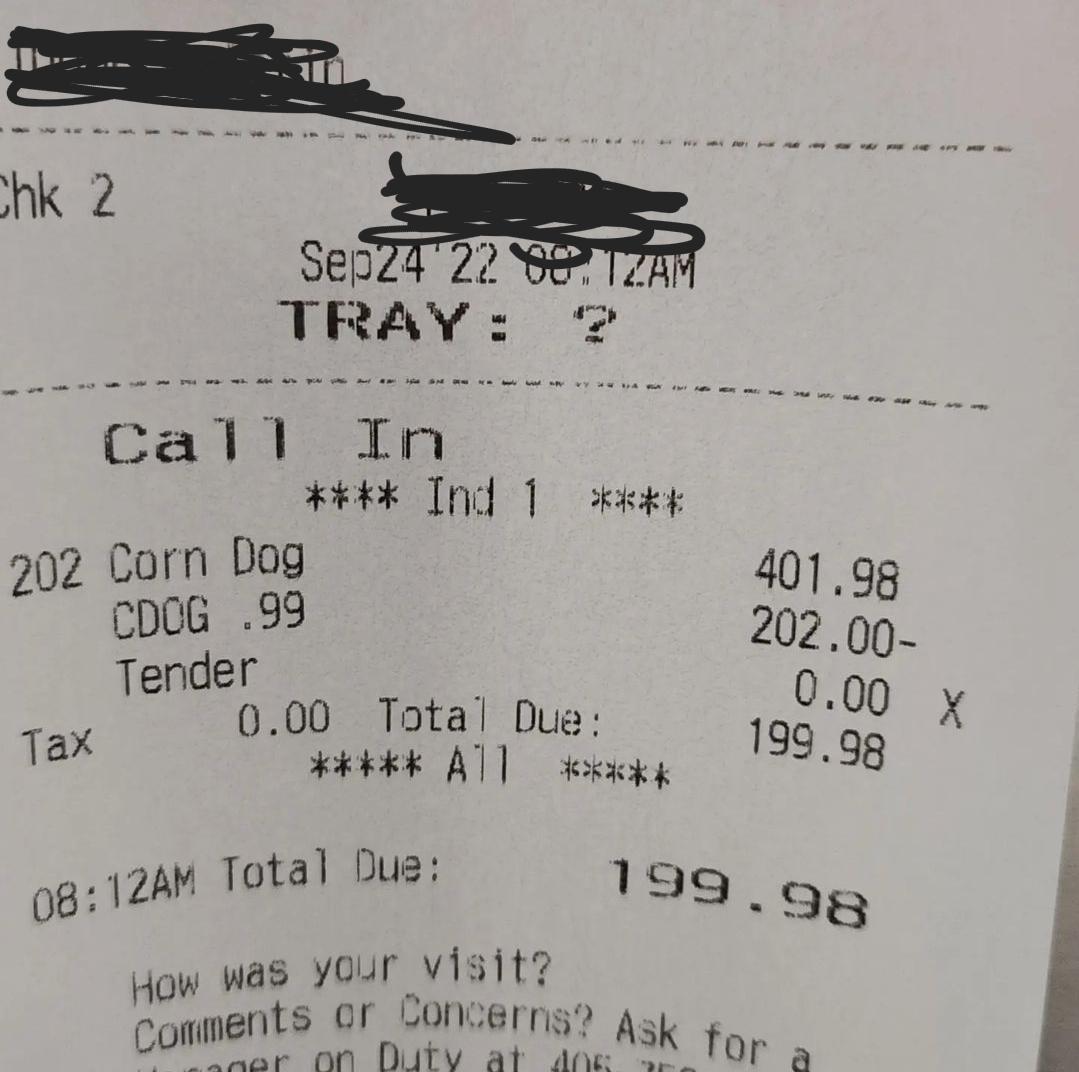 Chk 2
Sep24'22 08:12AM
TRAY: ?
Call In
**** Ind 1 ****
202 Corn Dog 401.98
CDOG .99 202.00-
Tender 0.00 X
Tax 0.00 Total Due: 199.98
***** All *****
08:12AM Total Due: 199.98
How was your visit?
Comments or Concerns? Ask for a
on Duty at 405